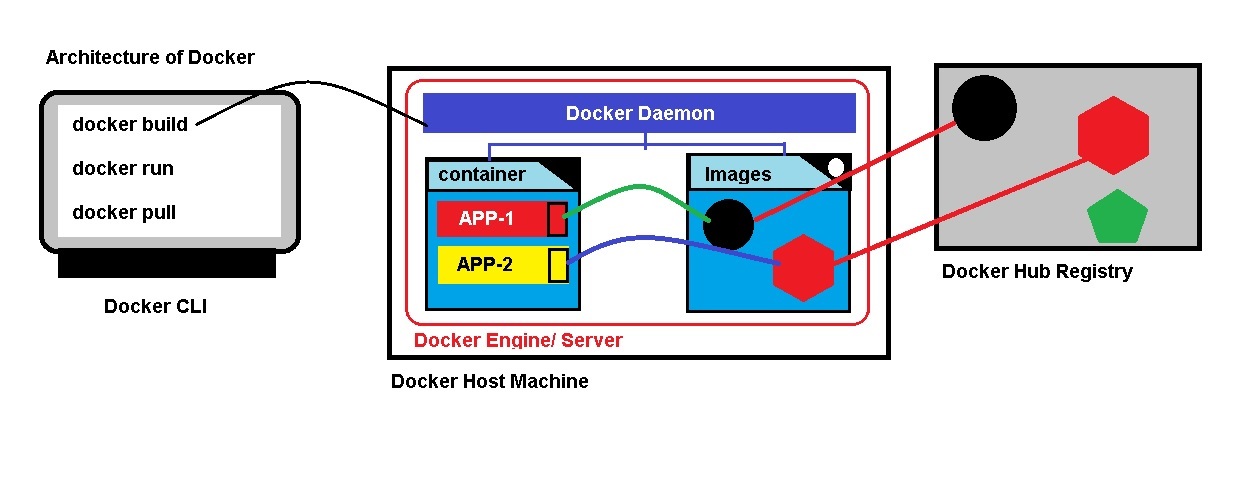 Architecture of Docker
docker build
docker run
docker pull
Docker CLI
Docker Daemon
container
APP-1
APP-2
Images
Docker Engine/ Server
Docker Host Machine
Docker Hub Registry